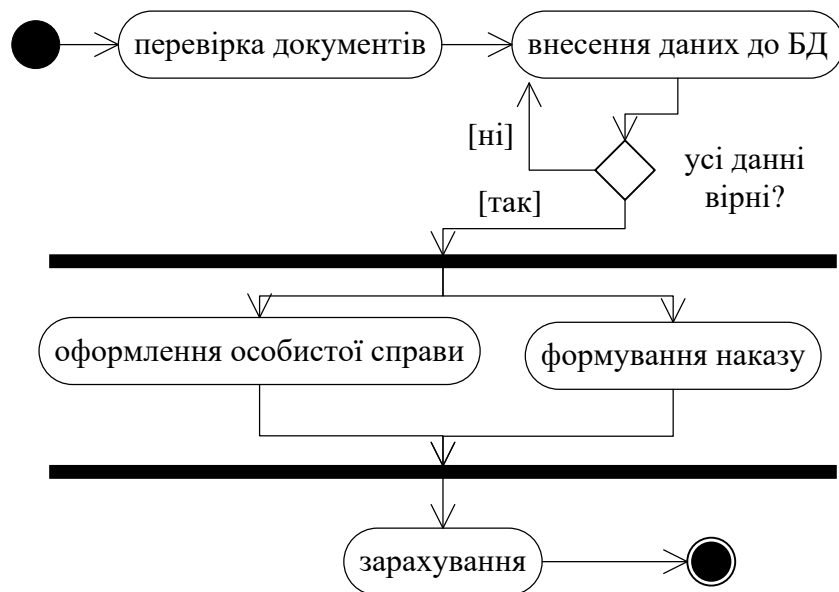 перевірка документів
внесення даних до БД
[ні]
усі данні
вірні?
[так]
оформлення особистої справи
формування наказу
зарахування